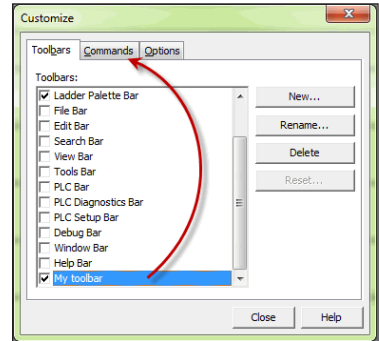 Customize
Toolbars Commands Options
Toolbars:
Ladder Palette Bar
File Bar
Edit Bar
Search Bar
View Bar
Tools Bar
PLC Bar
PLC Diagnostics Bar
PLC Setup Bar
Debug Bar
Window Bar
Help Bar
My toolbar
New...
Rename...
Delete
Reset...
Close Help